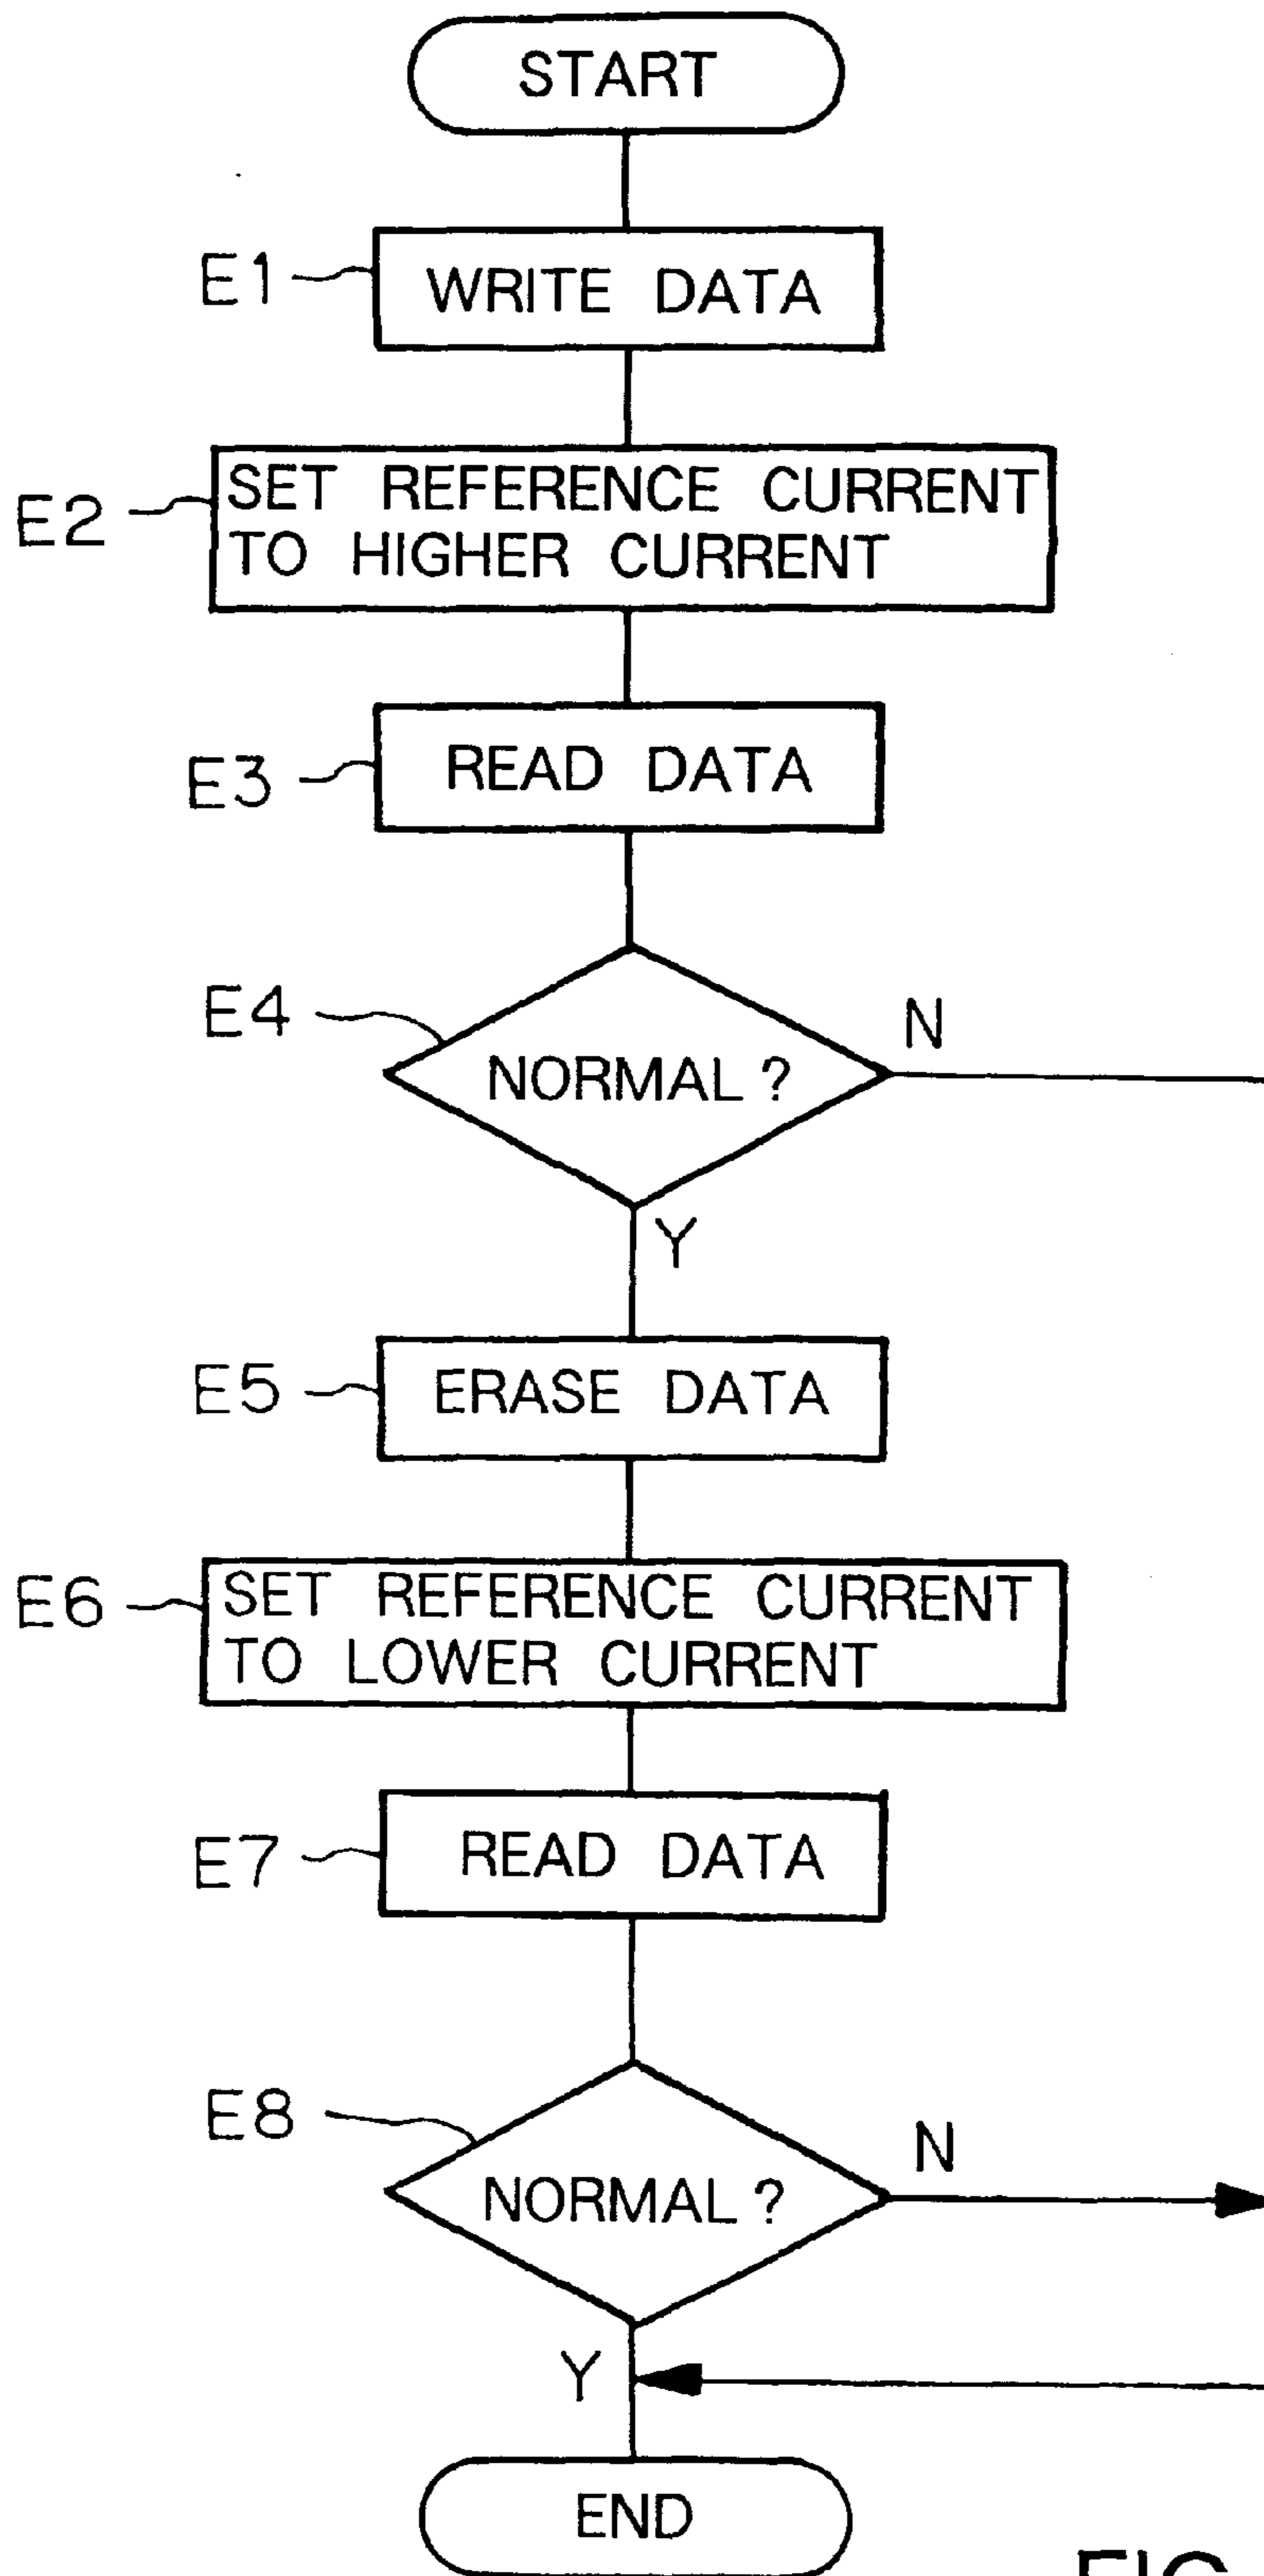 START
E1
WRITE DATA
E2
SET REFERENCE CURRENT
TO HIGHER CURRENT
E3
READ DATA
E4
NORMAL ?
N
Y
E5
ERASE DATA
E6
SET REFERENCE CURRENT
TO LOWER CURRENT
E7
READ DATA
E8
NORMAL ?
N
Y
END
FIG